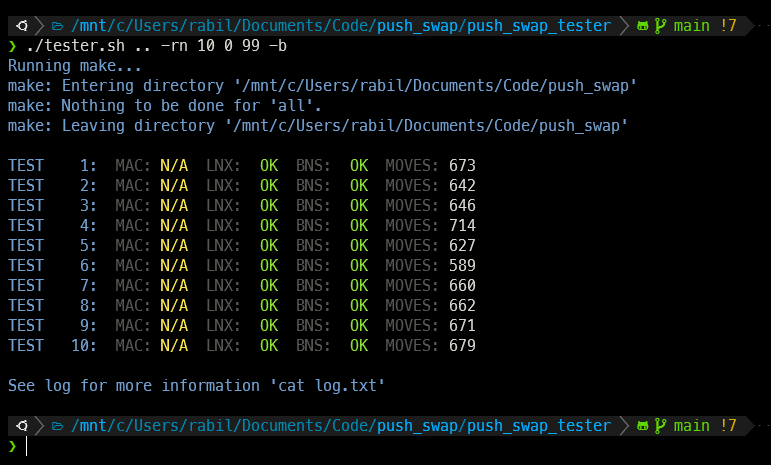 /mnt/c/Users/rabil/Documents/Code/push_swap/push_swap_tester main !7
❯ ./tester.sh .. -rn 10 0 99 -b
Running make...
make: Entering directory '/mnt/c/Users/rabil/Documents/Code/push_swap'
make: Nothing to be done for 'all'.
make: Leaving directory '/mnt/c/Users/rabil/Documents/Code/push_swap'
TEST 1: MAC: N/A LNX: OK BNS: OK MOVES: 673
TEST 2: MAC: N/A LNX: OK BNS: OK MOVES: 642
TEST 3: MAC: N/A LNX: OK BNS: OK MOVES: 646
TEST 4: MAC: N/A LNX: OK BNS: OK MOVES: 714
TEST 5: MAC: N/A LNX: OK BNS: OK MOVES: 627
TEST 6: MAC: N/A LNX: OK BNS: OK MOVES: 589
TEST 7: MAC: N/A LNX: OK BNS: OK MOVES: 660
TEST 8: MAC: N/A LNX: OK BNS: OK MOVES: 662
TEST 9: MAC: N/A LNX: OK BNS: OK MOVES: 671
TEST 10: MAC: N/A LNX: OK BNS: OK MOVES: 679
See log for more information 'cat log.txt'
/mnt/c/Users/rabil/Documents/Code/push_swap/push_swap_tester main !7
❯